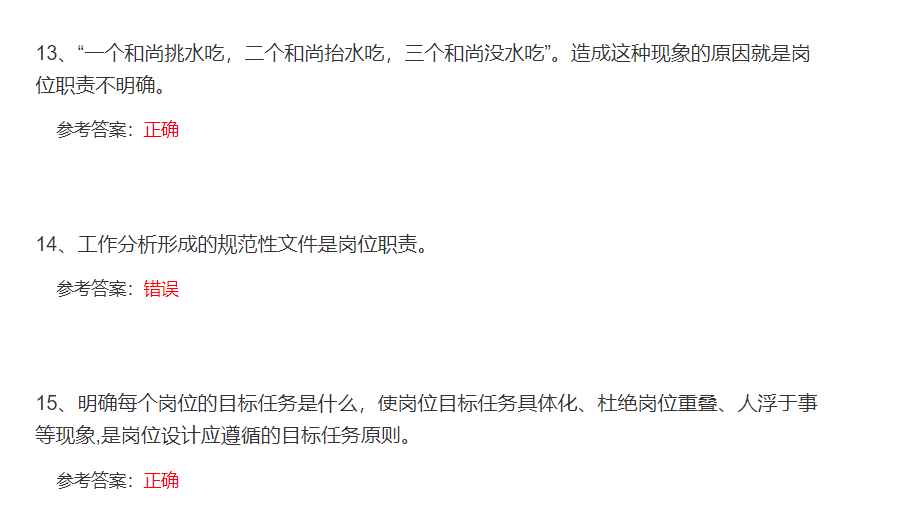 13、“一个和尚挑水吃，二个和尚抬水吃，三个和尚没水吃”。造成这种现象的原因就是岗
位职责不明确。
参考答案：正确
14、工作分析形成的规范性文件是岗位职责。
参考答案：错误
15、明确每个岗位的目标任务是什么，使岗位目标任务具体化、杜绝岗位重叠、人浮于事
等现象,是岗位设计应遵循的目标任务原则。
参考答案：正确